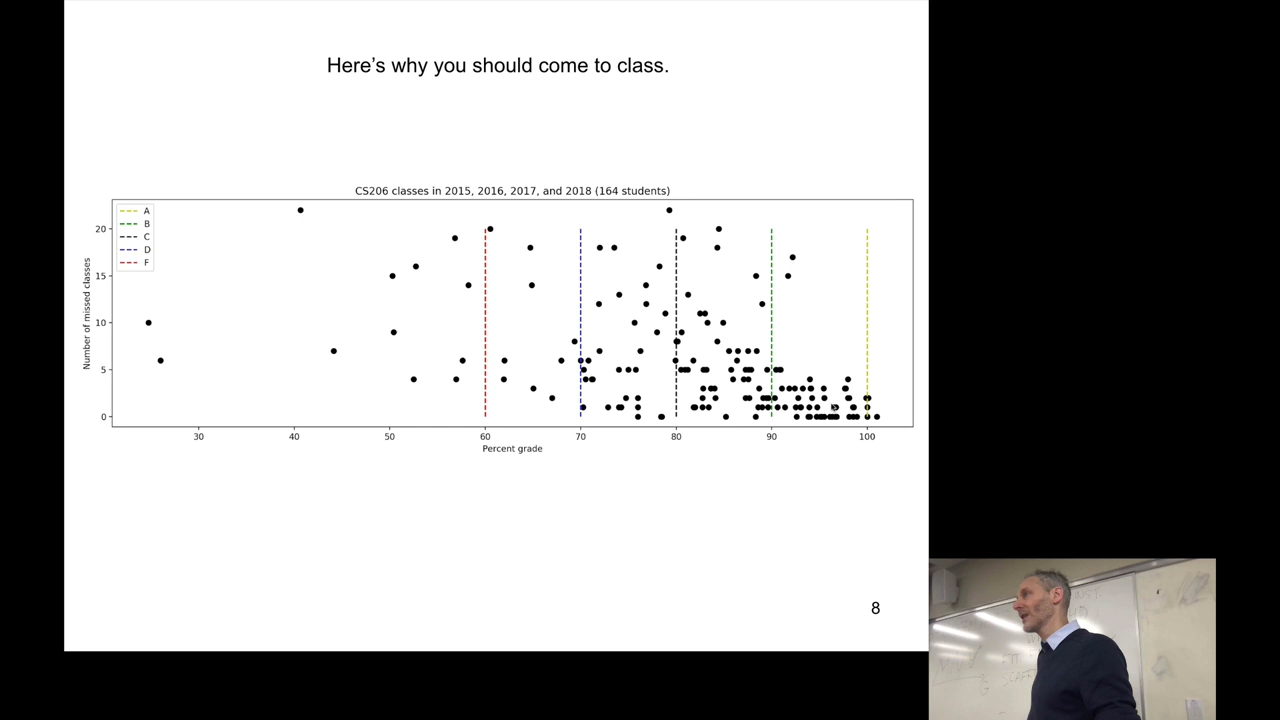 Here's why you should come to class.
CS206 classes in 2015, 2016, 2017, and 2018 (164 students)
A
B
C
D
F
Number of missed classes
20
15
10
5
0
30 40 50 60 70 80 90 100
Percent grade
8